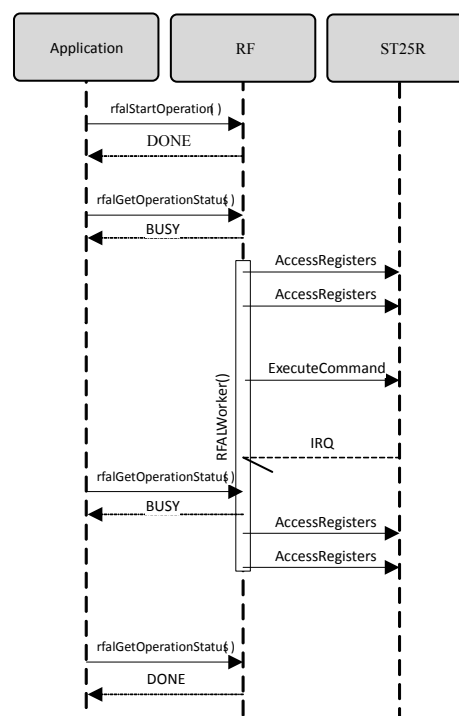 Application
RF
ST25R
rfalStartOperation()
DONE
rfalGetOperationStatus()
BUSY
AccessRegisters
AccessRegisters
ExecuteCommand
RFALWorker()
IRQ
rfalGetOperationStatus()
BUSY
AccessRegisters
AccessRegisters
rfalGetOperationStatus()
DONE